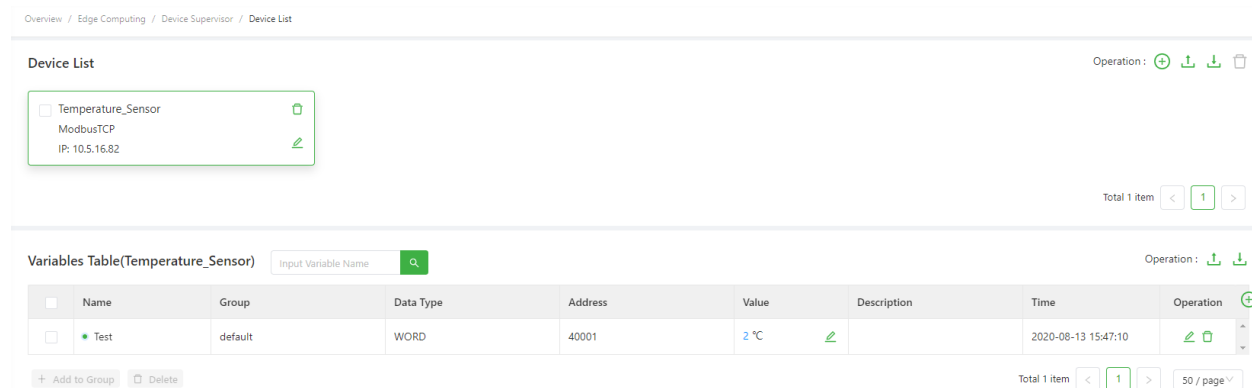 Overview / Edge Computing / Device Supervisor / Device List
Device List
Operation :
Temperature_Sensor
ModbusTCP
IP: 10.5.16.82
Total 1 item < 1 >
Variables Table(Temperature_Sensor) Input Variable Name Operation :
Name Group Data Type Address Value Description Time Operation
Test default WORD 40001 2 ℃ 2020-08-13 15:47:10
+ Add to Group Delete Total 1 item < 1 > 50 / page